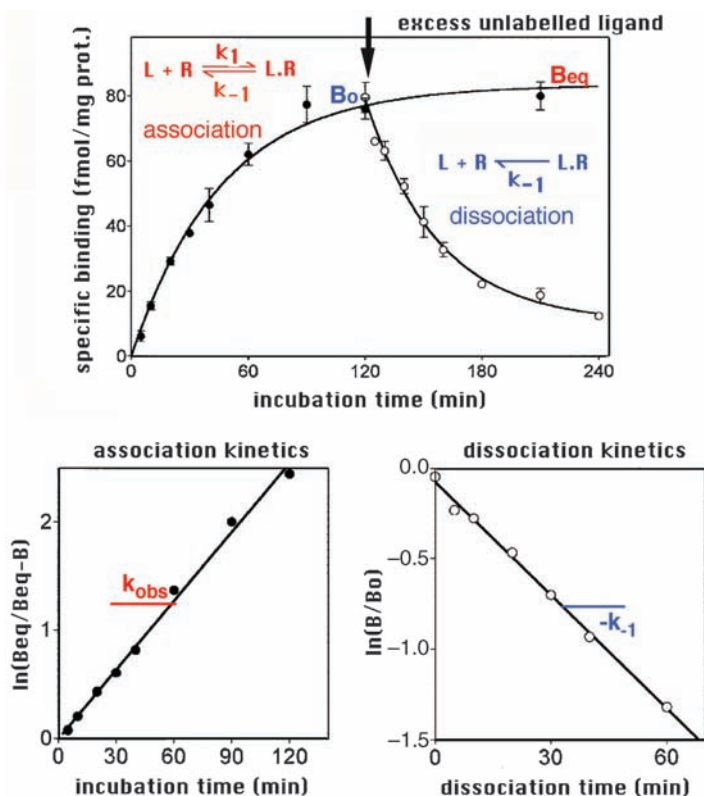 excess unlabelled ligand
specific binding (fmol/mg prot.)
80
60
40
20
0
L + R k1 L.R
k-1
association
Bo
Beq
L + R L.R
k-1
dissociation
0 60 120 180 240
incubation time (min)
association kinetics
ln(Beq/Beq-B)
2
1
0
kobs
0 30 60 90 120
incubation time (min)
dissociation kinetics
ln(B/Bo)
0.0
−0.5
−1.0
−1.5
-k-1
0 30 60
dissociation time (min)